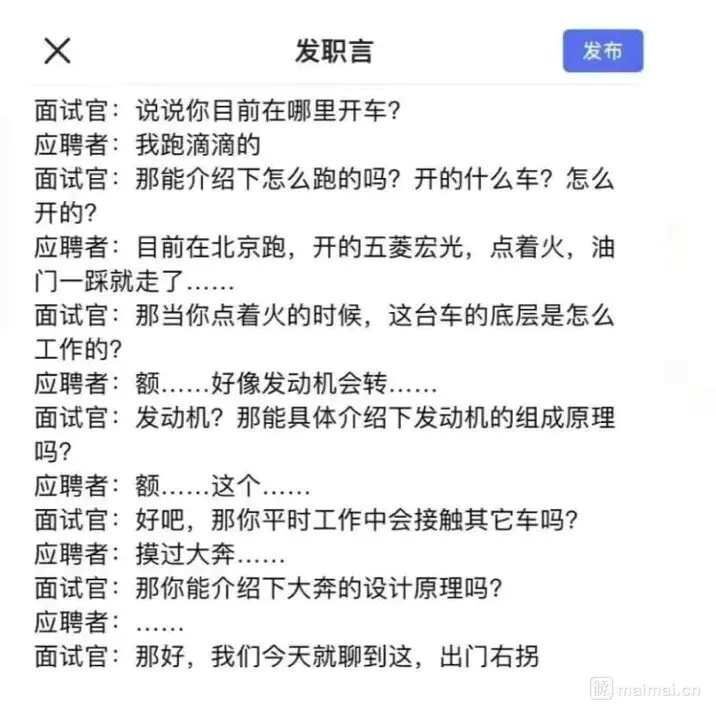 发职言
发布
面试官：说说你目前在哪里开车？
应聘者：我跑滴滴的
面试官：那能介绍下怎么跑的吗？开的什么车？怎么
开的？
应聘者：目前在北京跑，开的五菱宏光，点着火，油
门一踩就走了……
面试官：那当你点着火的时候，这台车的底层是怎么
工作的？
应聘者：额……好像发动机会转……
面试官：发动机？那能具体介绍下发动机的组成原理
吗？
应聘者：额……这个……
面试官：好吧，那你平时工作中会接触其它车吗？
应聘者：摸过大奔……
面试官：那你能介绍下大奔的设计原理吗？
应聘者：……
面试官：那好，我们今天就聊到这，出门右拐
maimai.cn